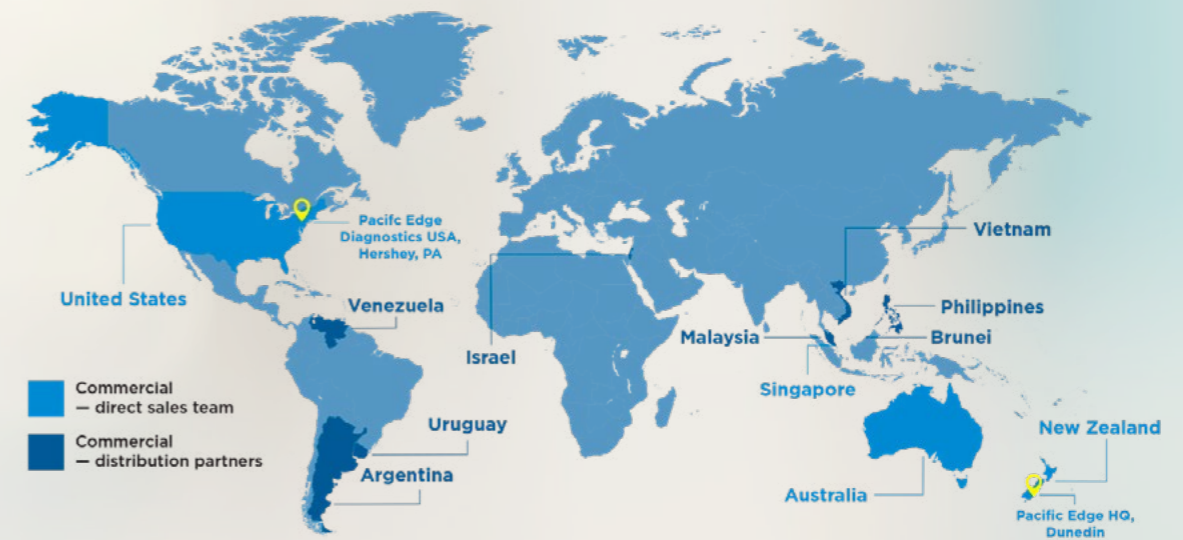 Pacifc Edge
Diagnostics USA,
Hershey, PA
United States
Venezuela
Israel
Vietnam
Philippines
Malaysia
Brunei
Singapore
Commercial
— direct sales team
Commercial
— distribution partners
Uruguay
Argentina
New Zealand
Australia
Pacific Edge HQ,
Dunedin